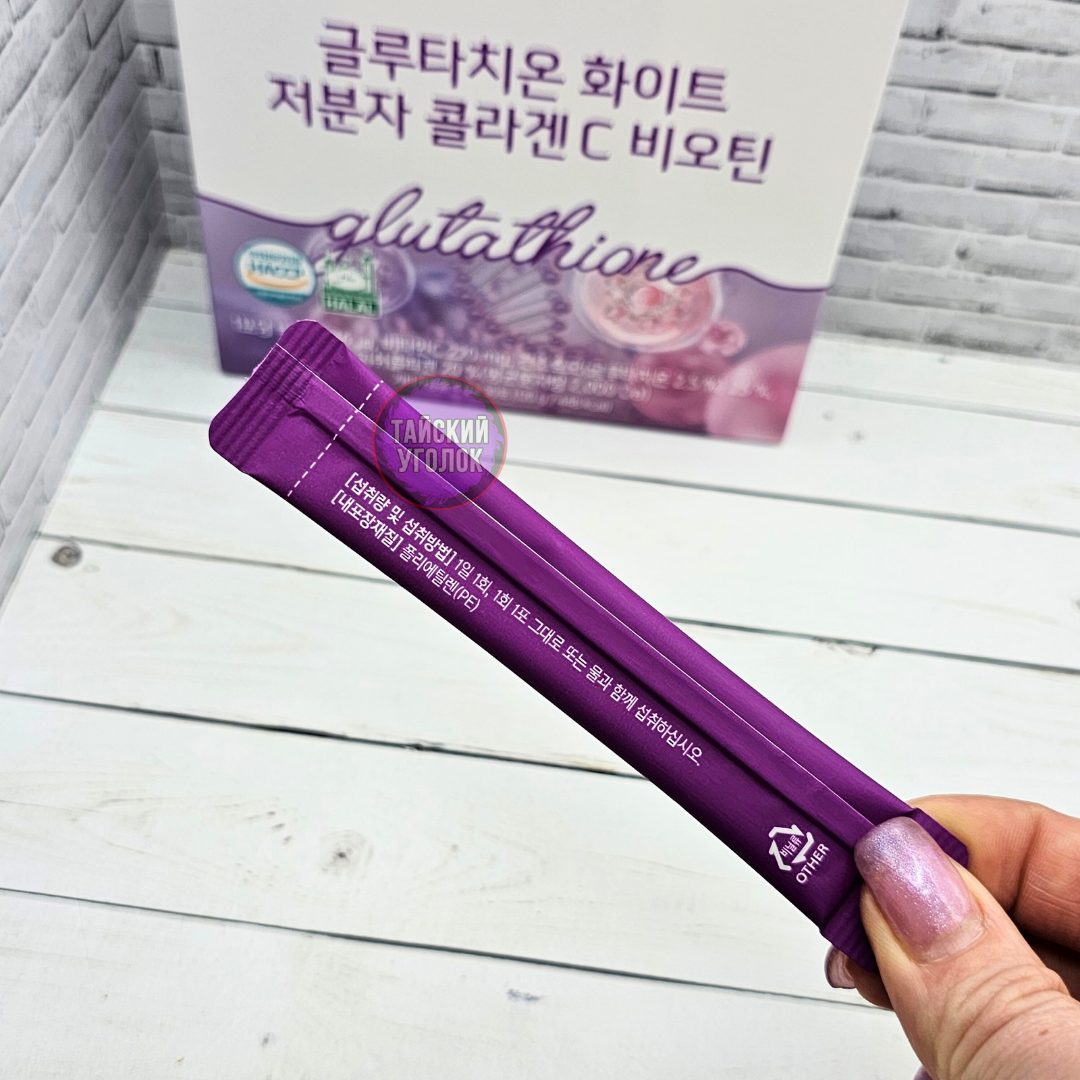 글루타치온 화이트
저분자 콜라겐 C 비오틴
glutathione
HACCP
HALAL
ТАЙСКИЙ
УГОЛОК
[섭취량 및 섭취방법] 1일 1회, 1회 1포 그대로 또는 물과 함께 섭취하십시오.
[내포장재질] 폴리에틸렌(PE)
비닐류
OTHER